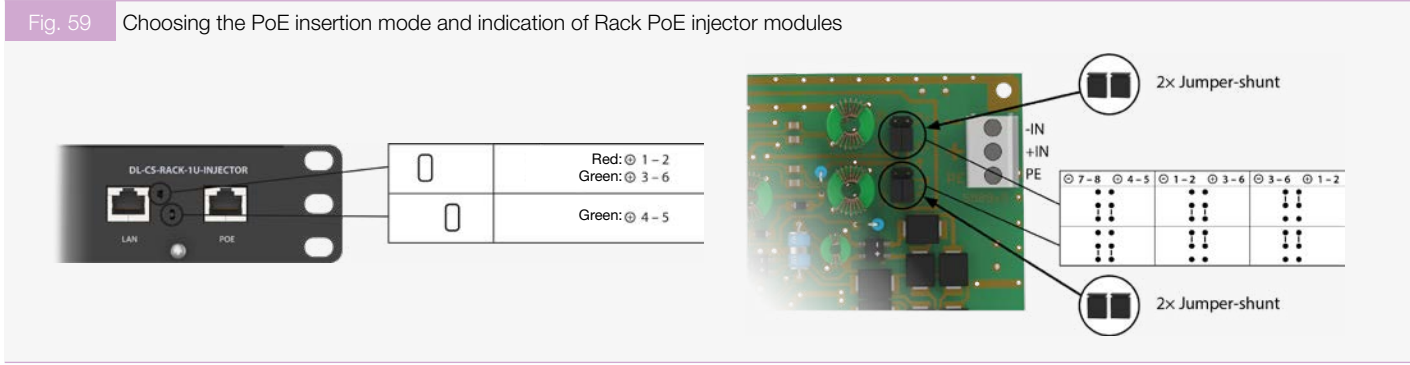 Fig. 59
Choosing the PoE insertion mode and indication of Rack PoE injector modules
DL-CS-RACK-1U-INJECTOR
LAN
POE
Red: ⊕ 1 – 2
Green: ⊕ 3 – 6
Green: ⊕ 4 – 5
2× Jumper-shunt
-IN
+IN
PE
⊖ 7 – 8 ⊕ 4 – 5
⊖ 1 – 2 ⊕ 3 – 6
⊖ 3 – 6 ⊕ 1 – 2
2× Jumper-shunt